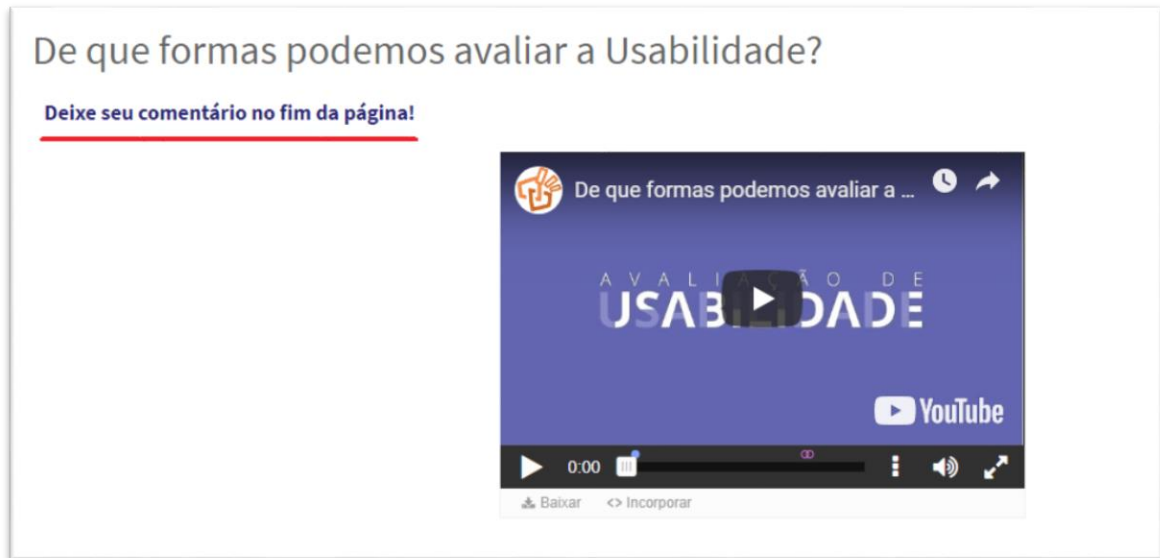 De que formas podemos avaliar a Usabilidade?
Deixe seu comentário no fim da página!
De que formas podemos avaliar a ...
AVALIAÇÃO DE
USABILIDADE
YouTube
0:00
Baixar <> Incorporar